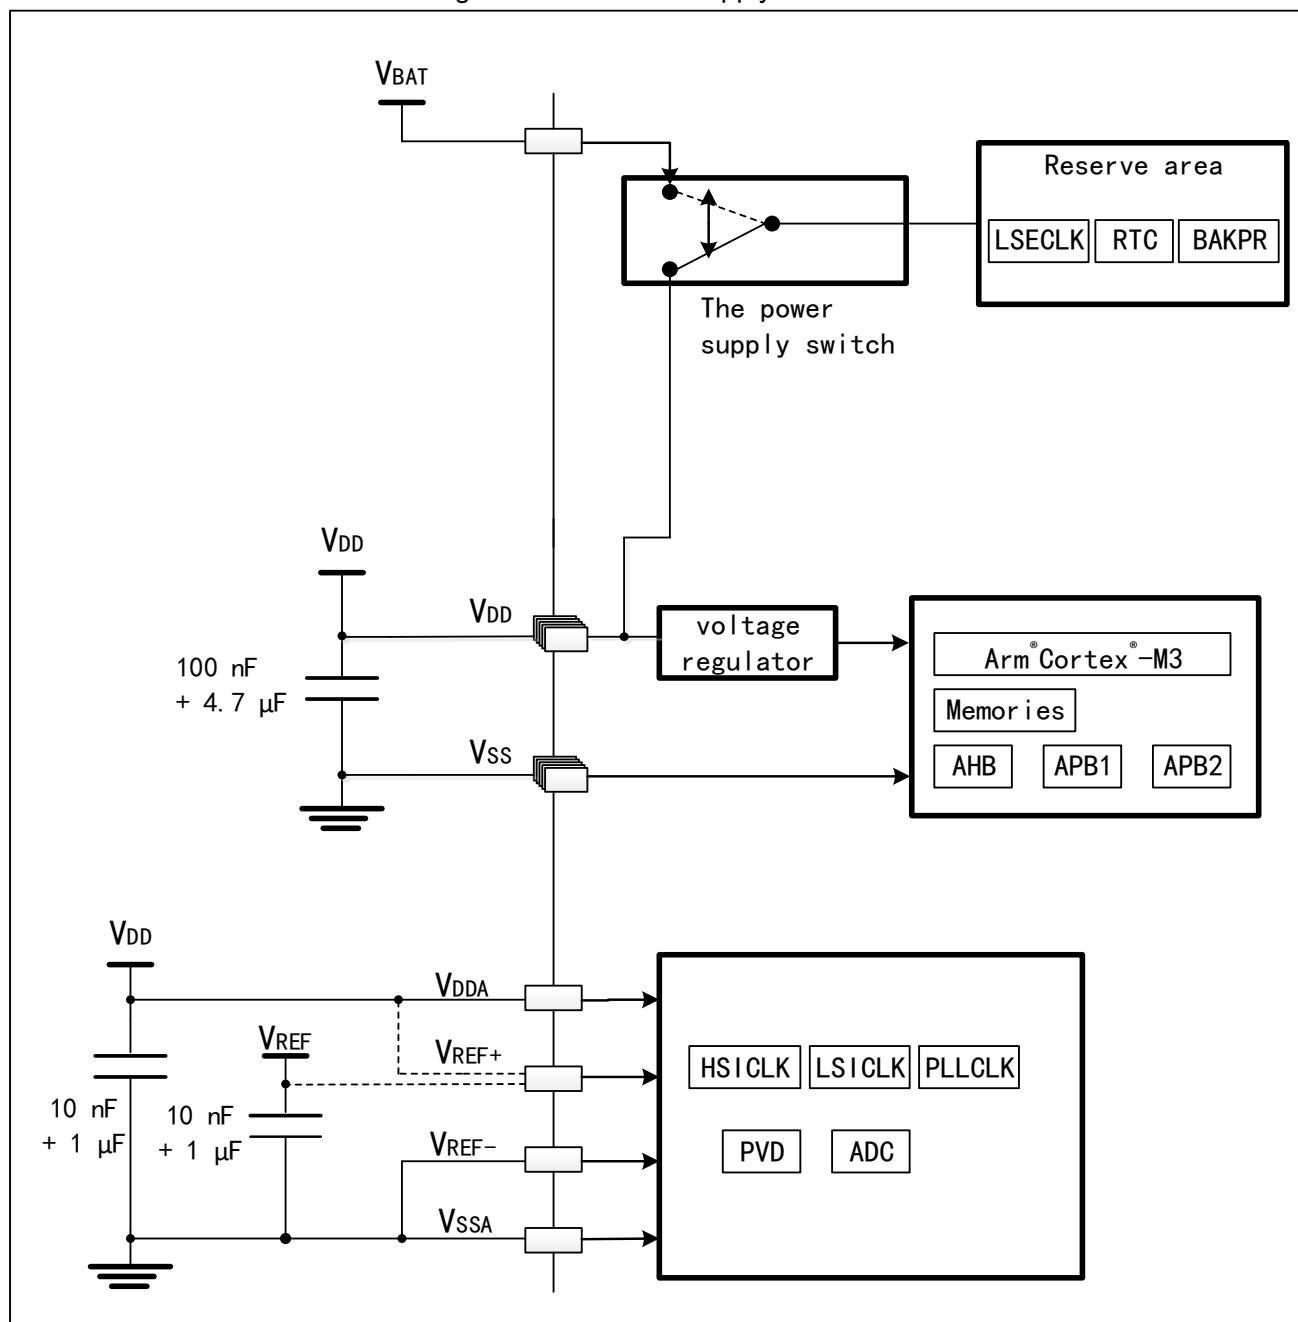 VBAT
Reserve area
LSECLK RTC BAKPR
The power
supply switch
VDD
VDD
voltage
regulator
Arm®Cortex®-M3
100 nF
+ 4.7 μF
Memories
VSS
AHB APB1 APB2
VDD
VDDA
VREF
VREF+
HSICLK LSICLK PLLCLK
10 nF
+ 1 μF
10 nF
+ 1 μF
VREF-
PVD ADC
VSSA